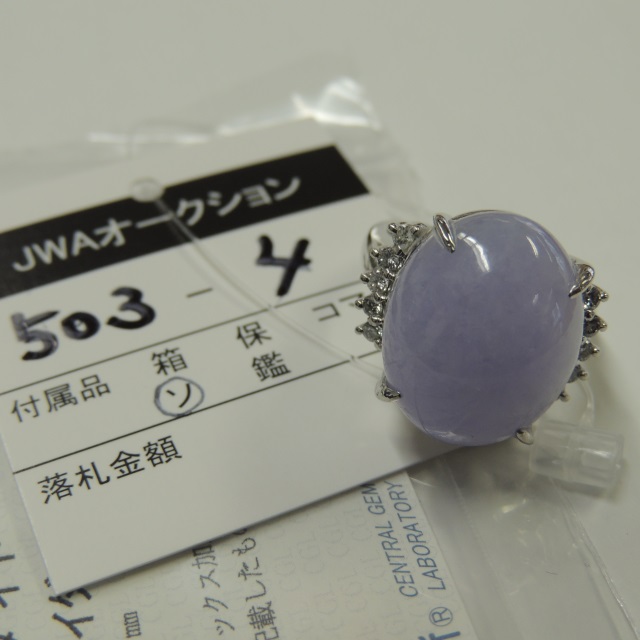 JWAオークション
503-4
付属品 箱 保 コ
ソ 鑑
落札金額
CENTRAL GEM
LABORATORY
mm
ックス加
記載したも